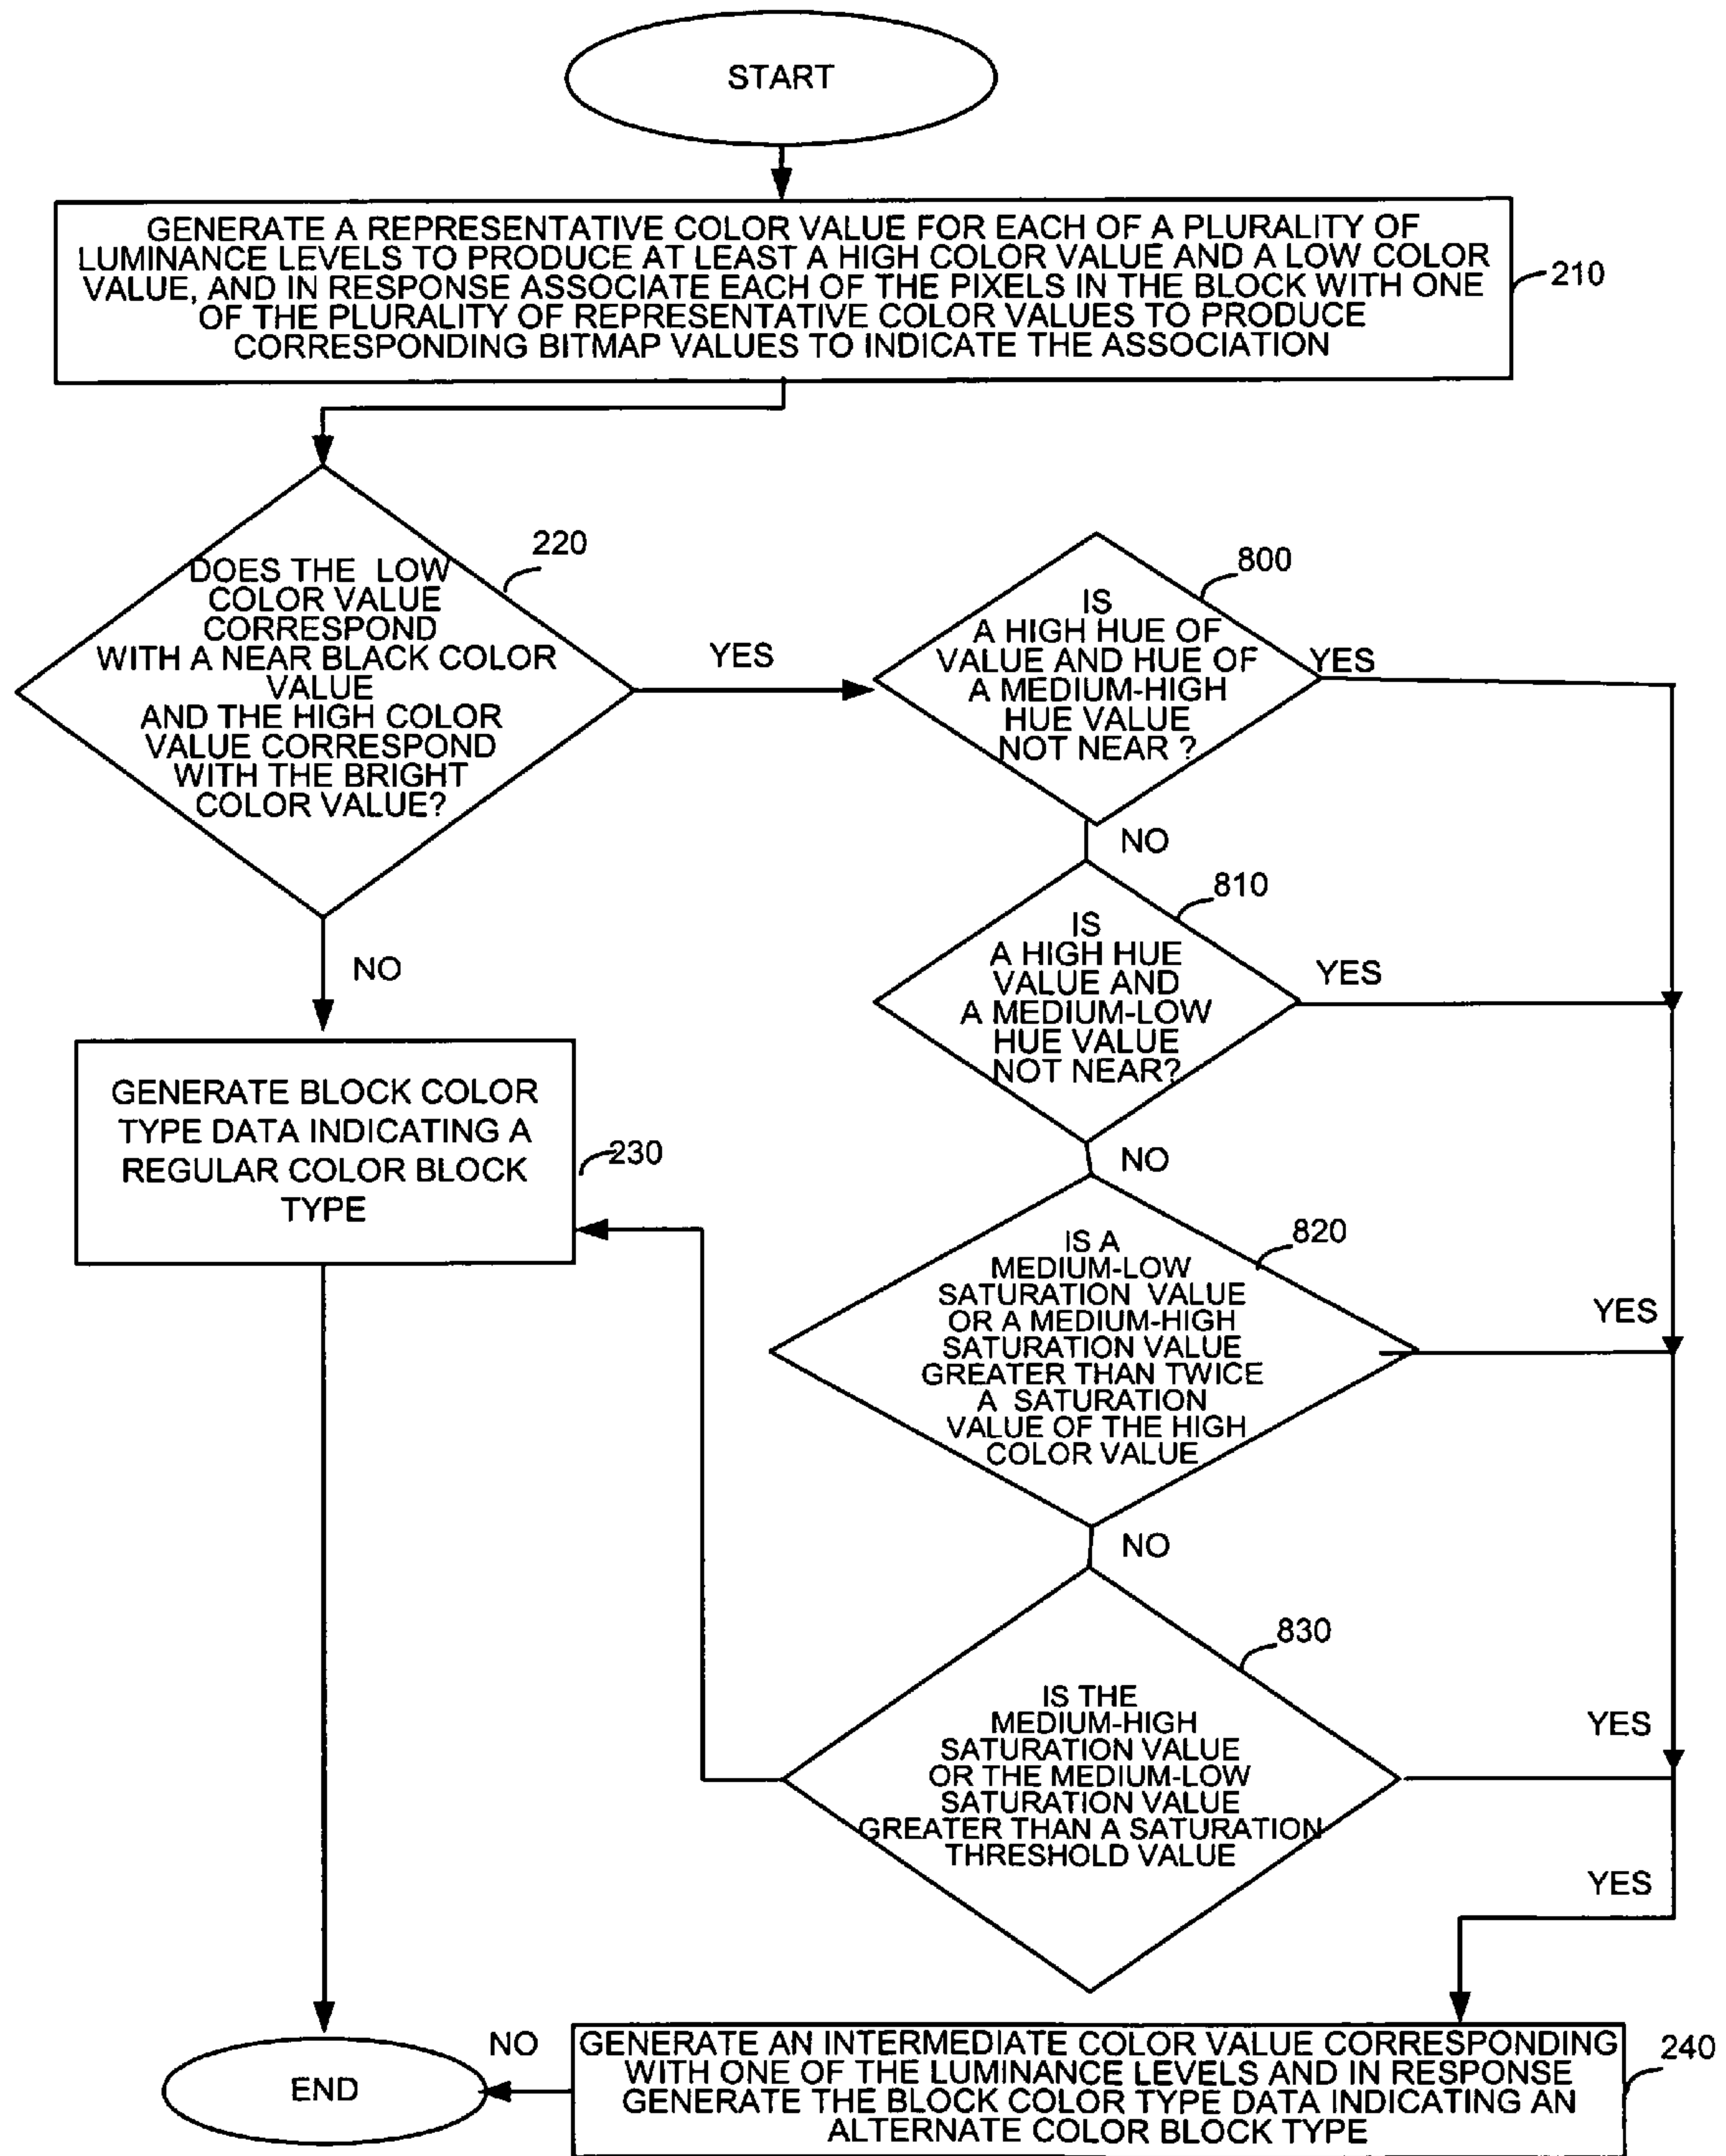 START
GENERATE A REPRESENTATIVE COLOR VALUE FOR EACH OF A PLURALITY OF
LUMINANCE LEVELS TO PRODUCE AT LEAST A HIGH COLOR VALUE AND A LOW COLOR
VALUE, AND IN RESPONSE ASSOCIATE EACH OF THE PIXELS IN THE BLOCK WITH ONE
OF THE PLURALITY OF REPRESENTATIVE COLOR VALUES TO PRODUCE
CORRESPONDING BITMAP VALUES TO INDICATE THE ASSOCIATION
210
DOES THE LOW
COLOR VALUE
CORRESPOND
WITH A NEAR BLACK COLOR
VALUE
AND THE HIGH COLOR
VALUE CORRESPOND
WITH THE BRIGHT
COLOR VALUE?
220
YES
NO
IS
A HIGH HUE OF
VALUE AND HUE OF
A MEDIUM-HIGH
HUE VALUE
NOT NEAR ?
800
YES
NO
IS
A HIGH HUE
VALUE AND
A MEDIUM-LOW
HUE VALUE
NOT NEAR?
810
YES
NO
GENERATE BLOCK COLOR
TYPE DATA INDICATING A
REGULAR COLOR BLOCK
TYPE
230
IS A
MEDIUM-LOW
SATURATION VALUE
OR A MEDIUM-HIGH
SATURATION VALUE
GREATER THAN TWICE
A SATURATION
VALUE OF THE HIGH
COLOR VALUE
820
YES
NO
IS THE
MEDIUM-HIGH
SATURATION VALUE
OR THE MEDIUM-LOW
SATURATION VALUE
GREATER THAN A SATURATION
THRESHOLD VALUE
830
YES
YES
GENERATE AN INTERMEDIATE COLOR VALUE CORRESPONDING
WITH ONE OF THE LUMINANCE LEVELS AND IN RESPONSE
GENERATE THE BLOCK COLOR TYPE DATA INDICATING AN
ALTERNATE COLOR BLOCK TYPE
240
NO
END